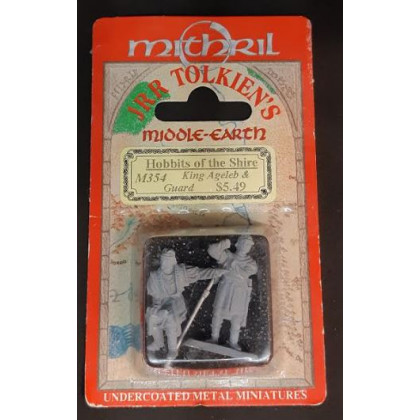 mithril
JRR TOLKIEN'S
MIDDLE-EARTH
Hobbits of the Shire
M354 King Ageleb &
Guard $5.49
UNDERCOATED METAL MINIATURES